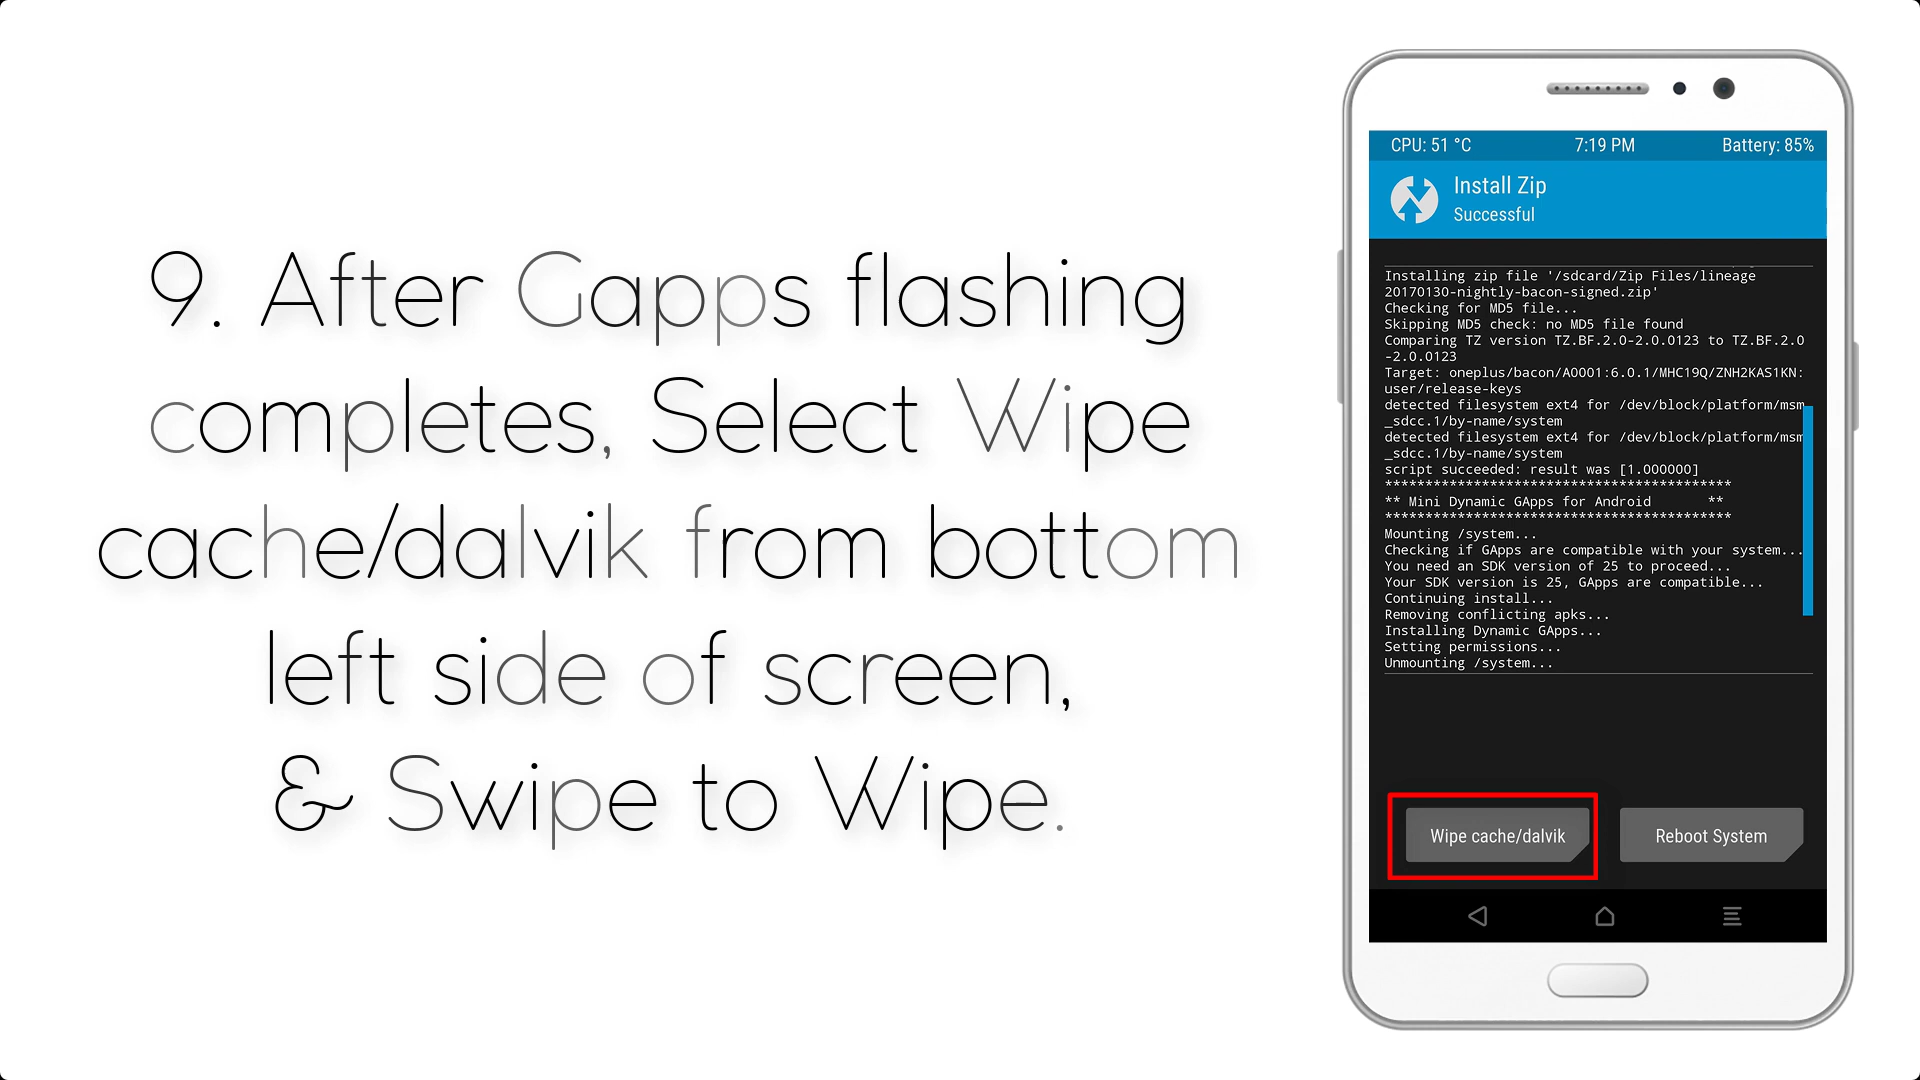 9. After Gapps flashing
completes, Select Wipe
cache/dalvik from bottom
left side of screen,
& Swipe to Wipe.
CPU: 51 °C 7:19 PM Battery: 85%
Install Zip
Successful
Installing zip file '/sdcard/Zip Files/lineage
20170130-nightly-bacon-signed.zip'
Checking for MD5 file...
Skipping MD5 check: no MD5 file found
Comparing TZ version TZ.BF.2.0-2.0.0123 to TZ.BF.2.0
-2.0.0123
Target: oneplus/bacon/A0001:6.0.1/MHC19Q/ZNH2KAS1KN:
user/release-keys
detected filesystem ext4 for /dev/block/platform/msm
_sdcc.1/by-name/system
detected filesystem ext4 for /dev/block/platform/msm
_sdcc.1/by-name/system
script succeeded: result was [1.000000]
*******************************************
** Mini Dynamic GApps for Android **
*******************************************
Mounting /system...
Checking if GApps are compatible with your system...
You need an SDK version of 25 to proceed...
Your SDK version is 25, GApps are compatible...
Continuing install...
Removing conflicting apks...
Installing Dynamic GApps...
Setting permissions...
Unmounting /system...
Wipe cache/dalvik Reboot System